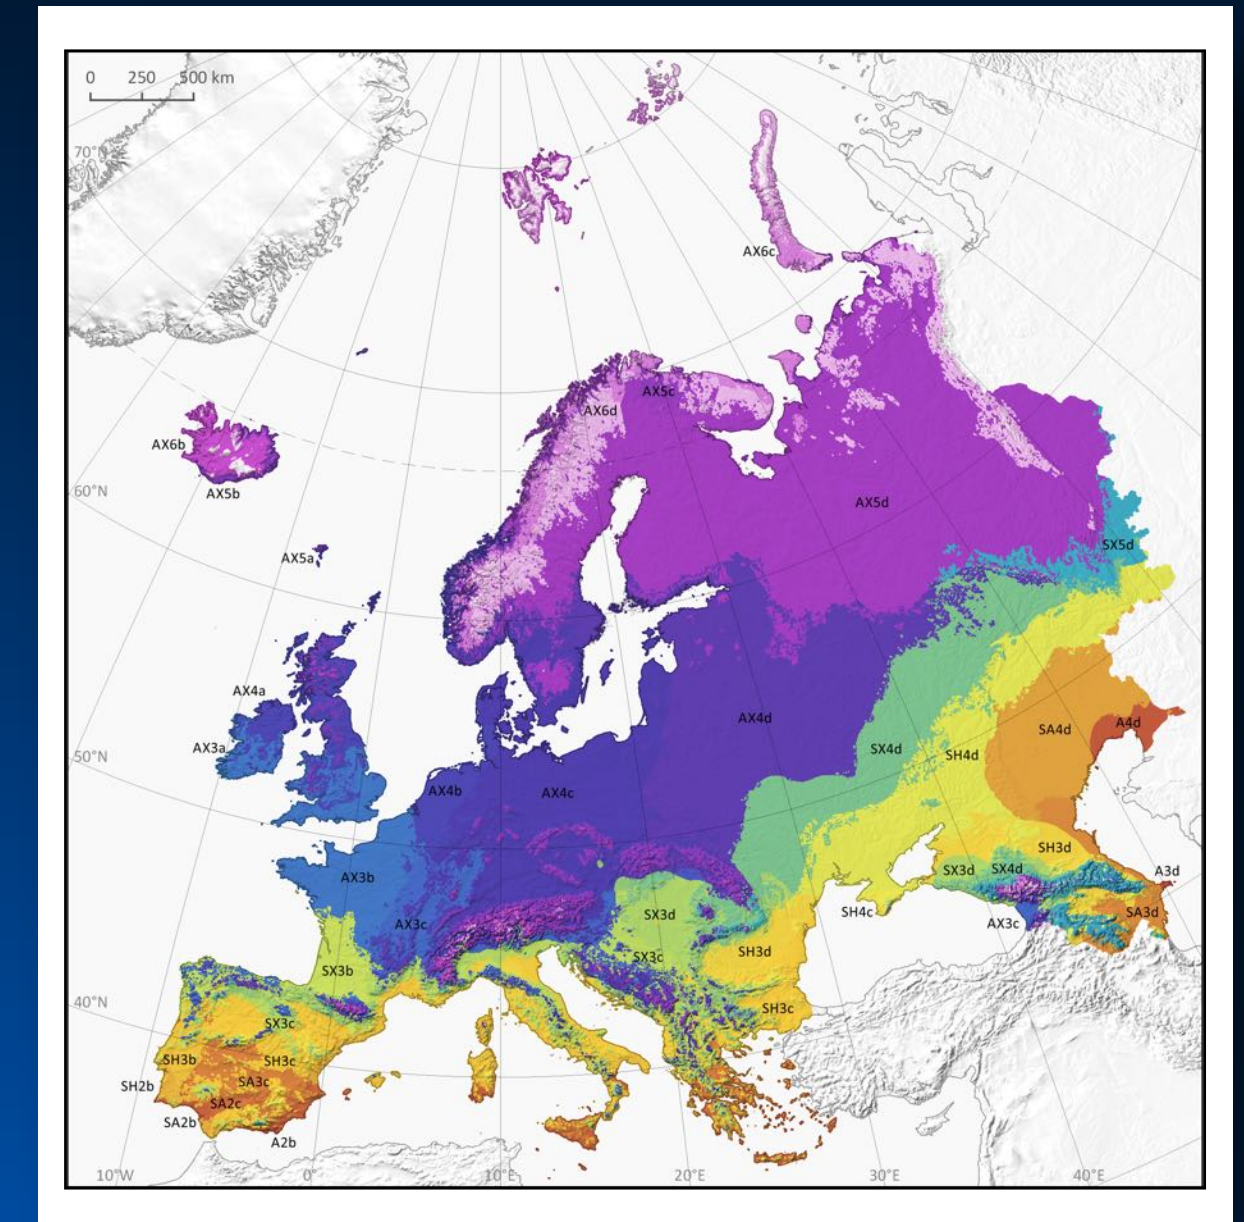 0 250 500 km
70°N
AX6c
AX5c
AX6d
AX6b
60°N
AX5b
AX5d
SX5d
AX5a
AX4a
AX4d
A4d
SA4d
AX3a
SX4d
SH4d
50°N
AX4b
AX4c
SH3d
SX3d
SX4d
A3d
AX3b
SH4c
SA3d
SX3d
AX3c
AX3c
SH3d
SX3c
SX3b
40°N
SH3c
SX3c
SH3b
SH3c
SH2b
SA3c
SA2c
SA2b
A2b
10°W 0° 10°E 20°E 30°E 40°E